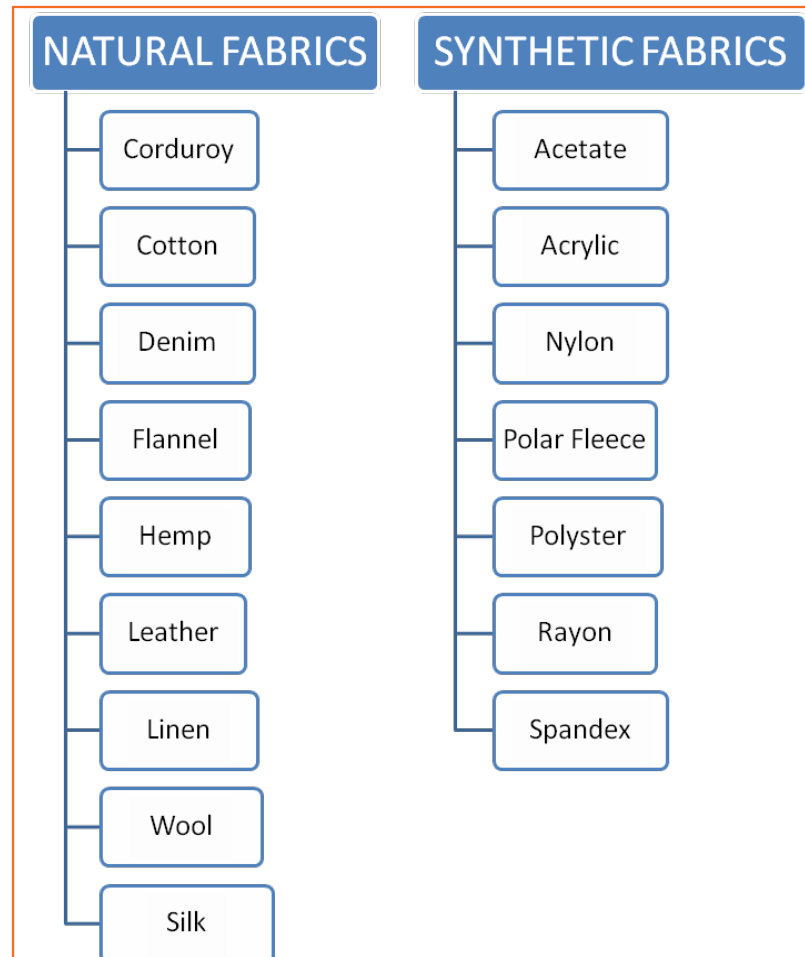 NATURAL FABRICS
Corduroy
Cotton
Denim
Flannel
Hemp
Leather
Linen
Wool
Silk
SYNTHETIC FABRICS
Acetate
Acrylic
Nylon
Polar Fleece
Polyster
Rayon
Spandex